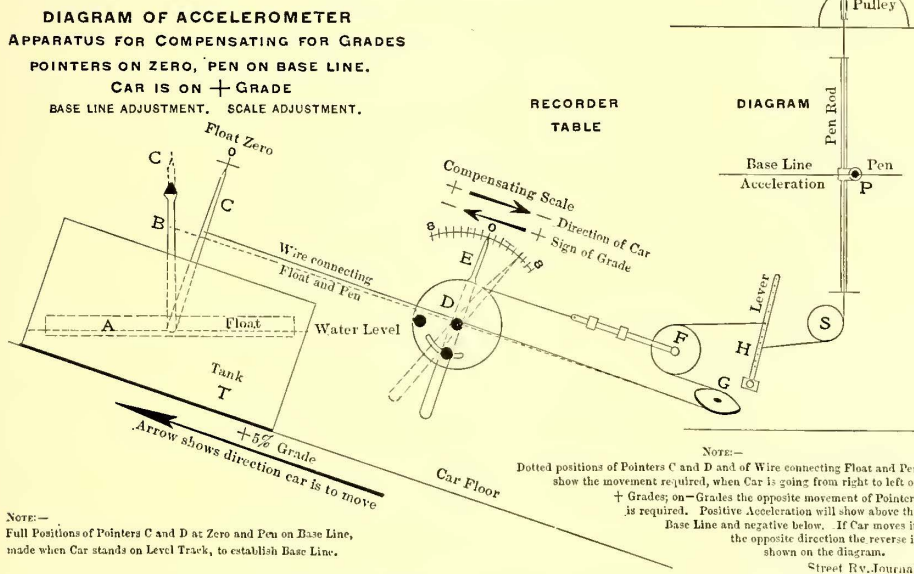 DIAGRAM OF ACCELEROMETER
APPARATUS FOR COMPENSATING FOR GRADES
POINTERS ON ZERO, PEN ON BASE LINE.
CAR IS ON + GRADE
BASE LINE ADJUSTMENT. SCALE ADJUSTMENT.
RECORDER
TABLE
DIAGRAM
Pulley
Pen Rod
Base Line
Acceleration
Pen
P
Float Zero
O
C
C
B
Wire connecting
Float and Pen
A
Float
Water Level
Tank
T
+5% Grade
Arrow shows direction car is to move
Car Floor
Compensating Scale
+ −
Direction of Car
− +
Sign of Grade
8 0 8
E
D
F
G
H
Lever
S
NOTE:—
Full Positions of Pointers C and D at Zero and Pen on Base Line,
made when Car stands on Level Track, to establish Base Line.
NOTE:—
Dotted positions of Pointers C and D and of Wire connecting Float and Pen
show the movement required, when Car is going from right to left o
+ Grades; on—Grades the opposite movement of Pointer
is required. Positive Acceleration will show above th
Base Line and negative below. If Car moves i
the opposite direction the reverse i
shown on the diagram.
Street Ry. Journa